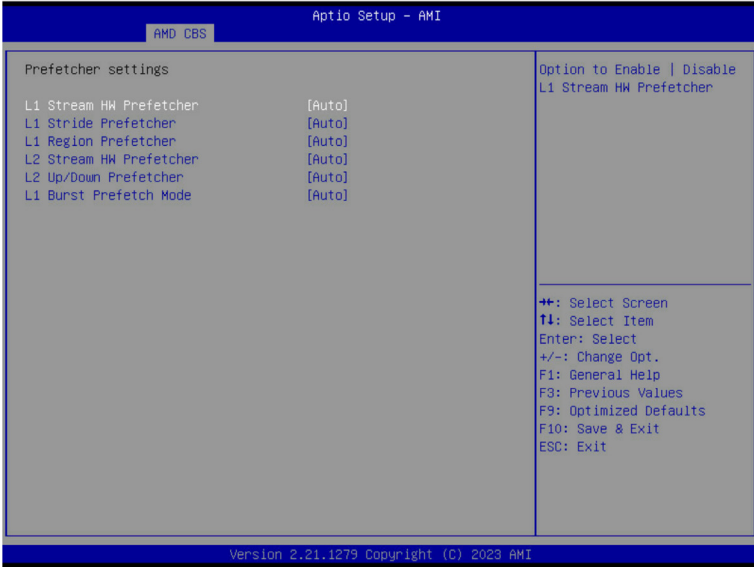 Aptio Setup - AMI
AMD CBS
Prefetcher settings
L1 Stream HW Prefetcher [Auto]
L1 Stride Prefetcher [Auto]
L1 Region Prefetcher [Auto]
L2 Stream HW Prefetcher [Auto]
L2 Up/Down Prefetcher [Auto]
L1 Burst Prefetch Mode [Auto]
Option to Enable | Disable
L1 Stream HW Prefetcher
→←: Select Screen
↑↓: Select Item
Enter: Select
+/-: Change Opt.
F1: General Help
F3: Previous Values
F9: Optimized Defaults
F10: Save & Exit
ESC: Exit
Version 2.21.1279 Copyright (C) 2023 AMI